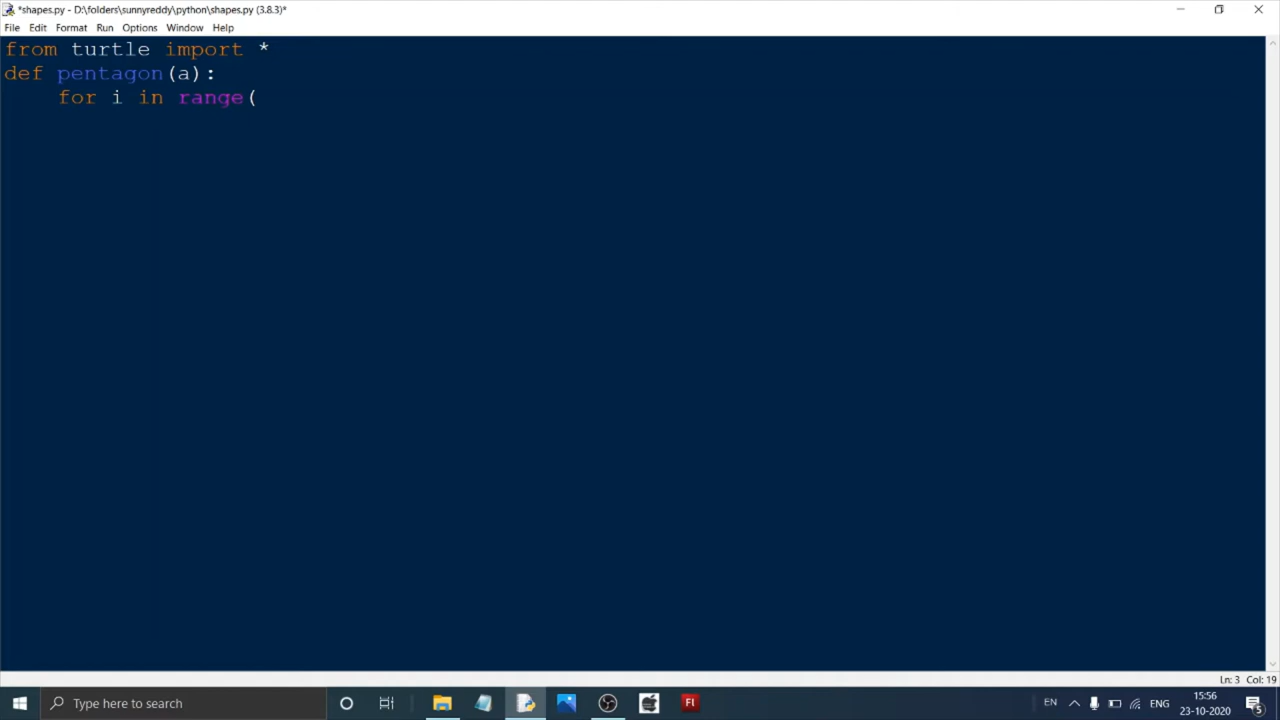 *shapes.py - D:\folders\sunnyreddy\python\shapes.py (3.8.3)*
File Edit Format Run Options Window Help
from turtle import *
def pentagon(a):
    for i in range(
Ln: 3 Col: 19
Type here to search
FI
EN
ENG
15:56
23-10-2020
5